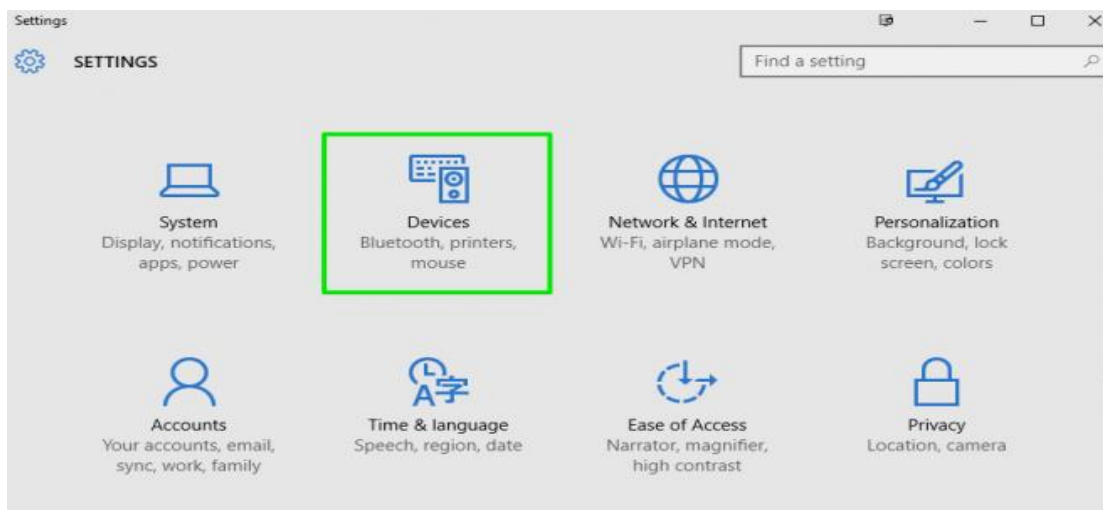 Settings
SETTINGS
Find a setting
System
Display, notifications,
apps, power
Devices
Bluetooth, printers,
mouse
Network & Internet
Wi-Fi, airplane mode,
VPN
Personalization
Background, lock
screen, colors
Accounts
Your accounts, email,
sync, work, family
A字
Time & language
Speech, region, date
Ease of Access
Narrator, magnifier,
high contrast
Privacy
Location, camera